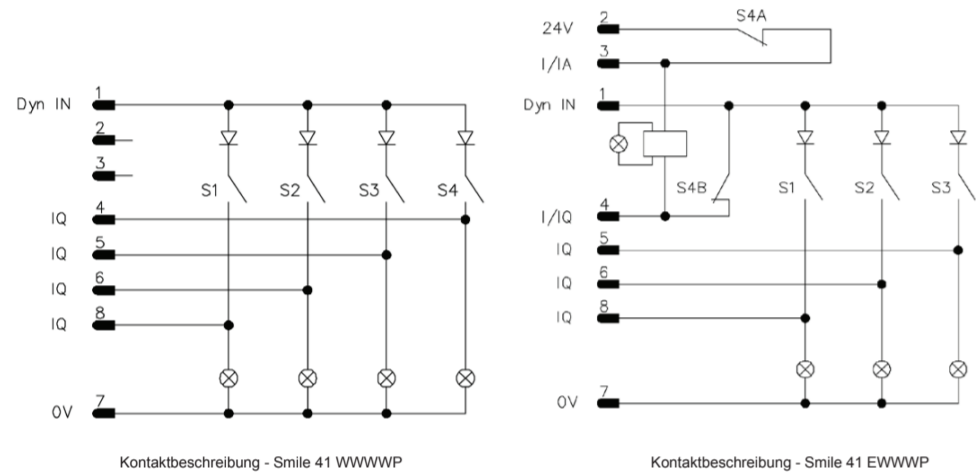 Dyn IN 1
2
3
S1 S2 S3 S4
IQ 4
IQ 5
IQ 6
IQ 8
0V 7
Kontaktbeschreibung - Smile 41 WWWWP
S4A
24V 2
I/IA 3
Dyn IN 1
S4B S1 S2 S3
I/IQ 4
IQ 5
IQ 6
IQ 8
0V 7
Kontaktbeschreibung - Smile 41 EWWWP